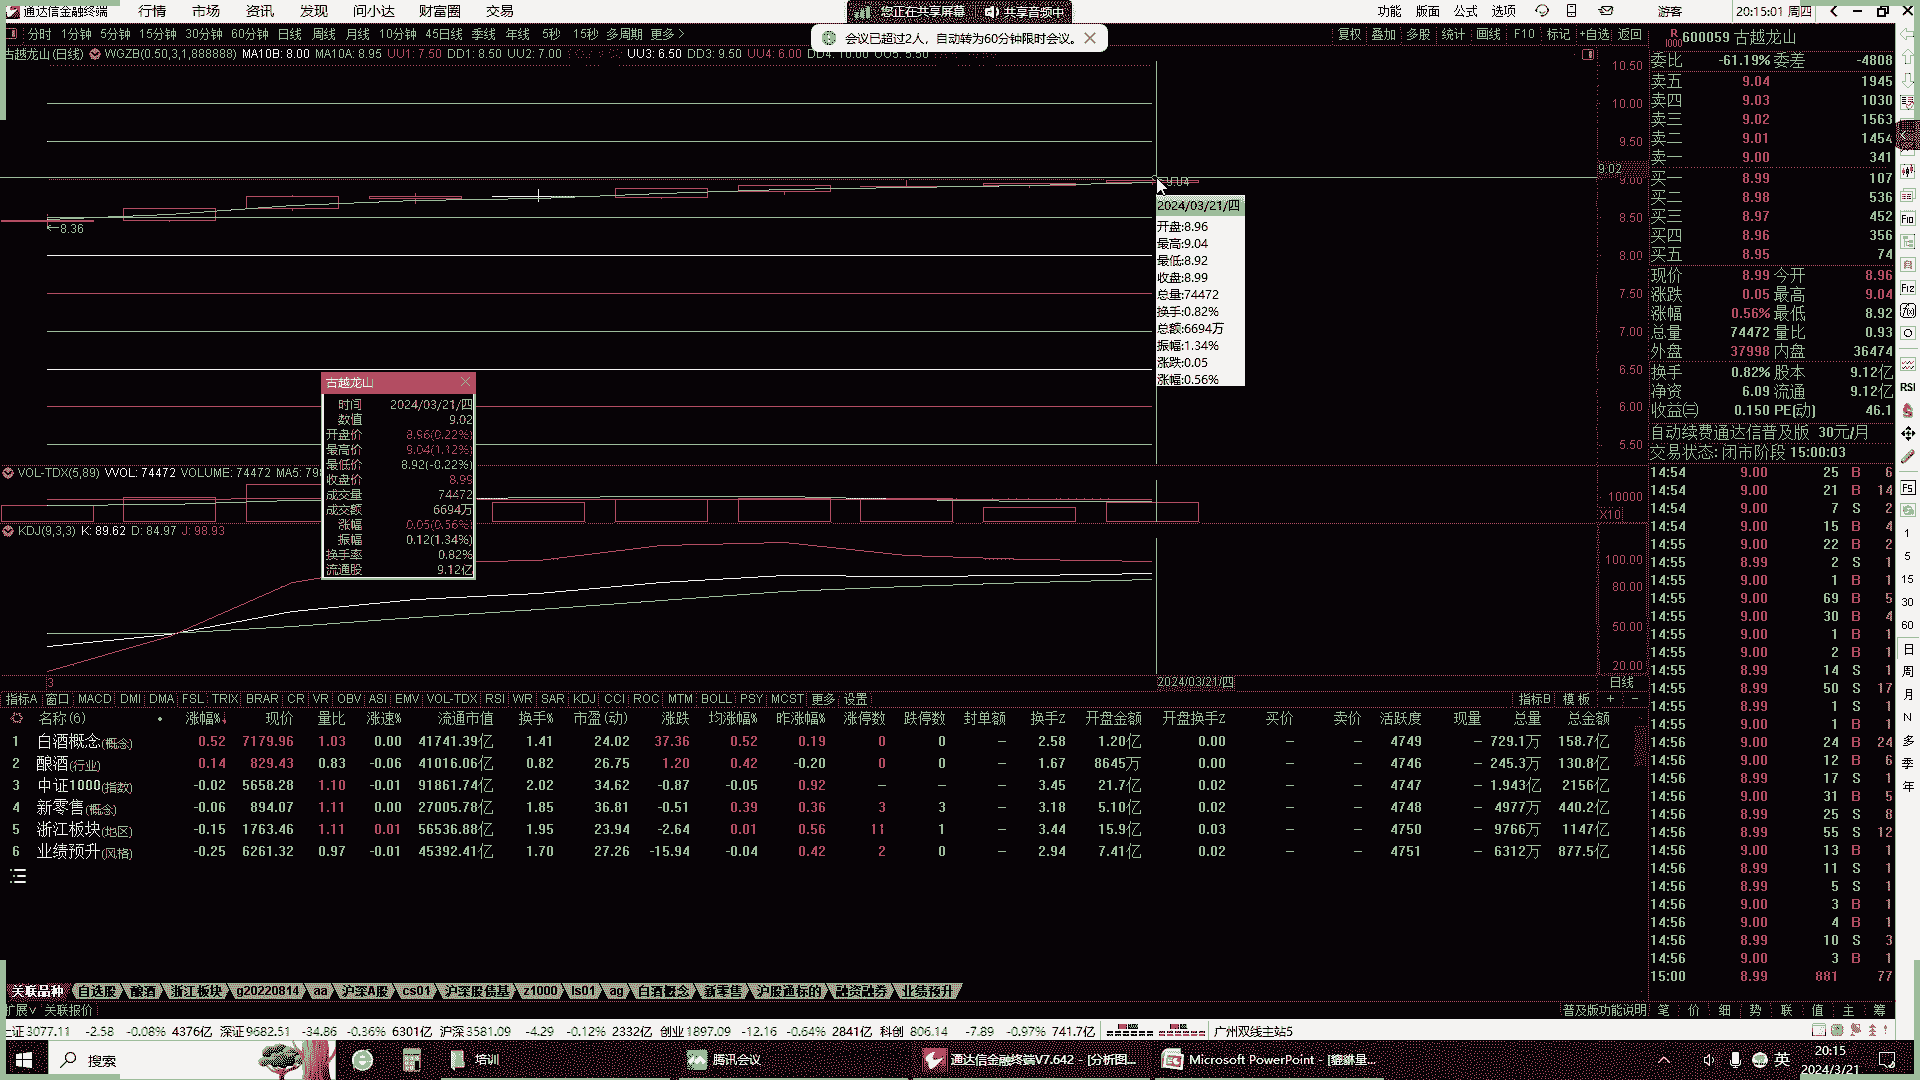 通达信金融终端 行情 市场 资讯 发现 问小达 财富圈 交易 您正在共享屏幕 共享音频中 功能 版面 公式 选项 游客 20:15:01 周四
分时 1分钟 5分钟 15分钟 30分钟 60分钟 日线 周线 月线 10分钟 45日线 季线 年线 5秒 15秒 多周期 更多> 会议已超过2人，自动转为60分钟限时会议。 复权 叠加 多股 统计 画线 F10 标记 +自选 返回
R 1000 600059 古越龙山
古越龙山(日线) WGZB(0.50,3,1,888888) MA10B: 8.00 MA10A: 8.95 UU1: 7.50 DD1: 8.50 UU2: 7.00 UU3: 6.50 DD3: 9.50 UU4: 6.00 DD4: 10.00 UU5: 5.50
10.50
10.00
9.50
9.02
9.00
8.50
8.00
7.50
7.00
6.50
6.00
5.50
9.04
←8.36
2024/03/21/四
开盘:8.96
最高:9.04
最低:8.92
收盘:8.99
总量:74472
换手:0.82%
总额:6694万
振幅:1.34%
涨跌:0.05
涨幅:0.56%
古越龙山
时间 2024/03/21/四
数值 9.02
开盘价 8.96(0.22%)
最高价 9.04(1.12%)
最低价 8.92(-0.22%)
收盘价 8.99
成交量 74472
成交额 6694万
涨幅 0.05(0.56%)
振幅 0.12(1.34%)
换手率 0.82%
流通股 9.12亿
VOL-TDX(5,89) VVOL: 74472 VOLUME: 74472 MA5: 79
10000
X10
KDJ(9,3,3) K: 89.62 D: 84.97 J: 98.93
100.00
80.00
50.00
20.00
3 2024/03/21/四 日线
指标A 窗口 MACD DMI DMA FSL TRIX BRAR CR VR OBV ASI EMV VOL-TDX RSI WR SAR KDJ CCI ROC MTM BOLL PSY MCST 更多 设置 指标B 模板 + −
名称(6) 涨幅%↓ 现价 量比 涨速% 流通市值 换手% 市盈(动) 涨跌 均涨幅% 昨涨幅% 涨停数 跌停数 封单额 换手Z 开盘金额 开盘换手Z 买价 卖价 活跃度 现量 总量 总金额
1 白酒概念(概念) 0.52 7179.96 1.03 0.00 41741.39亿 1.41 24.02 37.36 0.52 0.19 0 0 – 2.58 1.20亿 0.00 – – 4749 – 729.1万 158.7亿
2 酿酒(行业) 0.14 829.43 0.83 -0.06 41016.06亿 0.82 26.75 1.20 0.42 -0.20 0 0 – 1.67 8645万 0.00 – – 4746 – 245.3万 130.8亿
3 中证1000(指数) -0.02 5658.28 1.10 -0.01 91861.74亿 2.02 34.62 -0.87 -0.05 0.92 – – – 3.45 21.7亿 0.02 – – 4747 – 1.943亿 2156亿
4 新零售(概念) -0.06 894.07 1.11 0.00 27005.78亿 1.85 36.81 -0.51 0.39 0.36 3 3 – 3.18 5.10亿 0.02 – – 4748 – 4977万 440.2亿
5 浙江板块(地区) -0.15 1763.46 1.11 0.01 56536.88亿 1.95 23.94 -2.64 0.01 0.56 11 1 – 3.44 15.9亿 0.03 – – 4750 – 9766万 1147亿
6 业绩预升(风格) -0.25 6261.32 0.97 -0.01 45392.41亿 1.70 27.26 -15.94 -0.04 0.42 2 0 – 2.94 7.41亿 0.02 – – 4751 – 6312万 877.5亿
委比 -61.19% 委差 -4808
卖五 9.04 1945
卖四 9.03 1030
卖三 9.02 1563
卖二 9.01 1454
卖一 9.00 341
买一 8.99 107
买二 8.98 536
买三 8.97 452
买四 8.96 356
买五 8.95 74
现价 8.99 今开 8.96
涨跌 0.05 最高 9.04
涨幅 0.56% 最低 8.92
总量 74472 量比 0.93
外盘 37998 内盘 36474
换手 0.82% 股本 9.12亿
净资 6.09 流通 9.12亿
收益㈢ 0.150 PE(动) 46.1
自动续费通达信普及版 30元/月
交易状态: 闭市阶段 15:00:03
14:54 9.00 25 B 6
14:54 9.00 21 B 14
14:54 9.00 7 S 2
14:54 9.00 15 B 4
14:55 9.00 22 B 2
14:55 8.99 2 S 1
14:55 9.00 1 B 1
14:55 9.00 69 B 5
14:55 9.00 30 B 4
14:55 9.00 1 B 1
14:55 9.00 2 B 1
14:55 8.99 14 S 1
14:55 8.99 50 S 17
14:55 8.99 1 S 1
14:55 9.00 1 B 1
14:56 9.00 24 B 24
14:56 9.00 12 B 6
14:56 8.99 17 S 1
14:56 9.00 31 B 5
14:56 8.99 25 S 8
14:56 8.99 55 S 12
14:56 9.00 13 B 1
14:56 8.99 11 S 1
14:56 8.99 5 S 1
14:56 9.00 3 B 1
14:56 9.00 4 B 1
14:56 8.99 10 S 3
14:56 9.00 3 B 1
15:00 8.99 881 77
F10
F12
RSI
F5
1
5
15
30
60
日
周
月
N
多
季
年
关联品种 自选股 酿酒 浙江板块 g20220814 aa 沪深A股 cs01 沪深股债基 z1000 ls01 ag 白酒概念 新零售 沪股通标的 融资融券 业绩预升
扩展∨ 关联报价 普及版功能说明 笔 价 细 势 联 值 主 筹
上证3077.11 -2.58 -0.08% 4376亿 深证9682.51 -34.86 -0.36% 6301亿 沪深3581.09 -4.29 -0.12% 2332亿 创业1897.09 -12.16 -0.64% 2841亿 科创 806.14 -7.89 -0.97% 741.7亿 广州双线主站5
搜索 培训 腾讯会议 通达信金融终端V7.642 - [分析图... Microsoft PowerPoint - [貔貅量... 英 20:15
2024/3/21